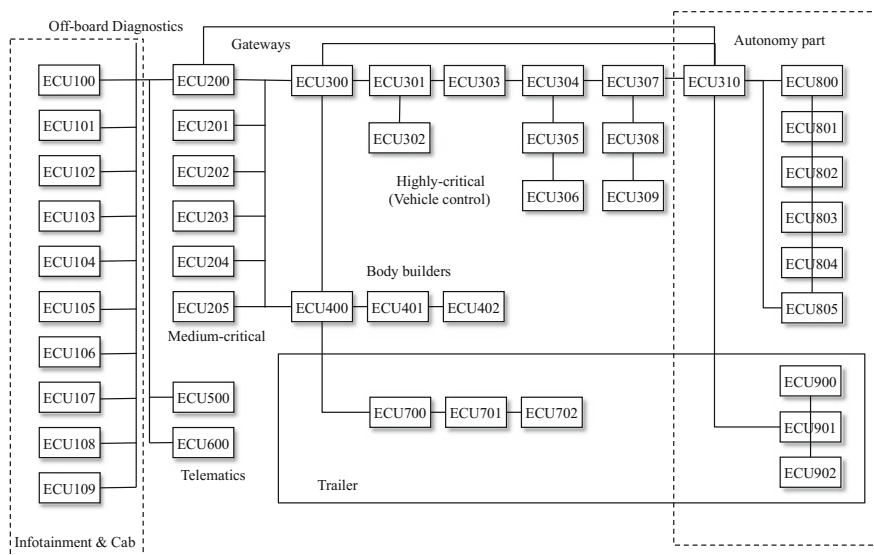 Off-board Diagnostics
Gateways
Autonomy part
ECU100
ECU200
ECU300
ECU301
ECU303
ECU304
ECU307
ECU310
ECU800
ECU101
ECU201
ECU302
ECU305
ECU308
ECU801
ECU102
ECU202
Highly-critical
(Vehicle control)
ECU306
ECU309
ECU802
ECU103
ECU203
ECU803
ECU104
ECU204
Body builders
ECU804
ECU105
ECU205
ECU400
ECU401
ECU402
ECU805
Medium-critical
ECU106
ECU107
ECU500
ECU700
ECU701
ECU702
ECU900
ECU901
ECU108
ECU600
ECU902
Telematics
Trailer
ECU109
Infotainment & Cab